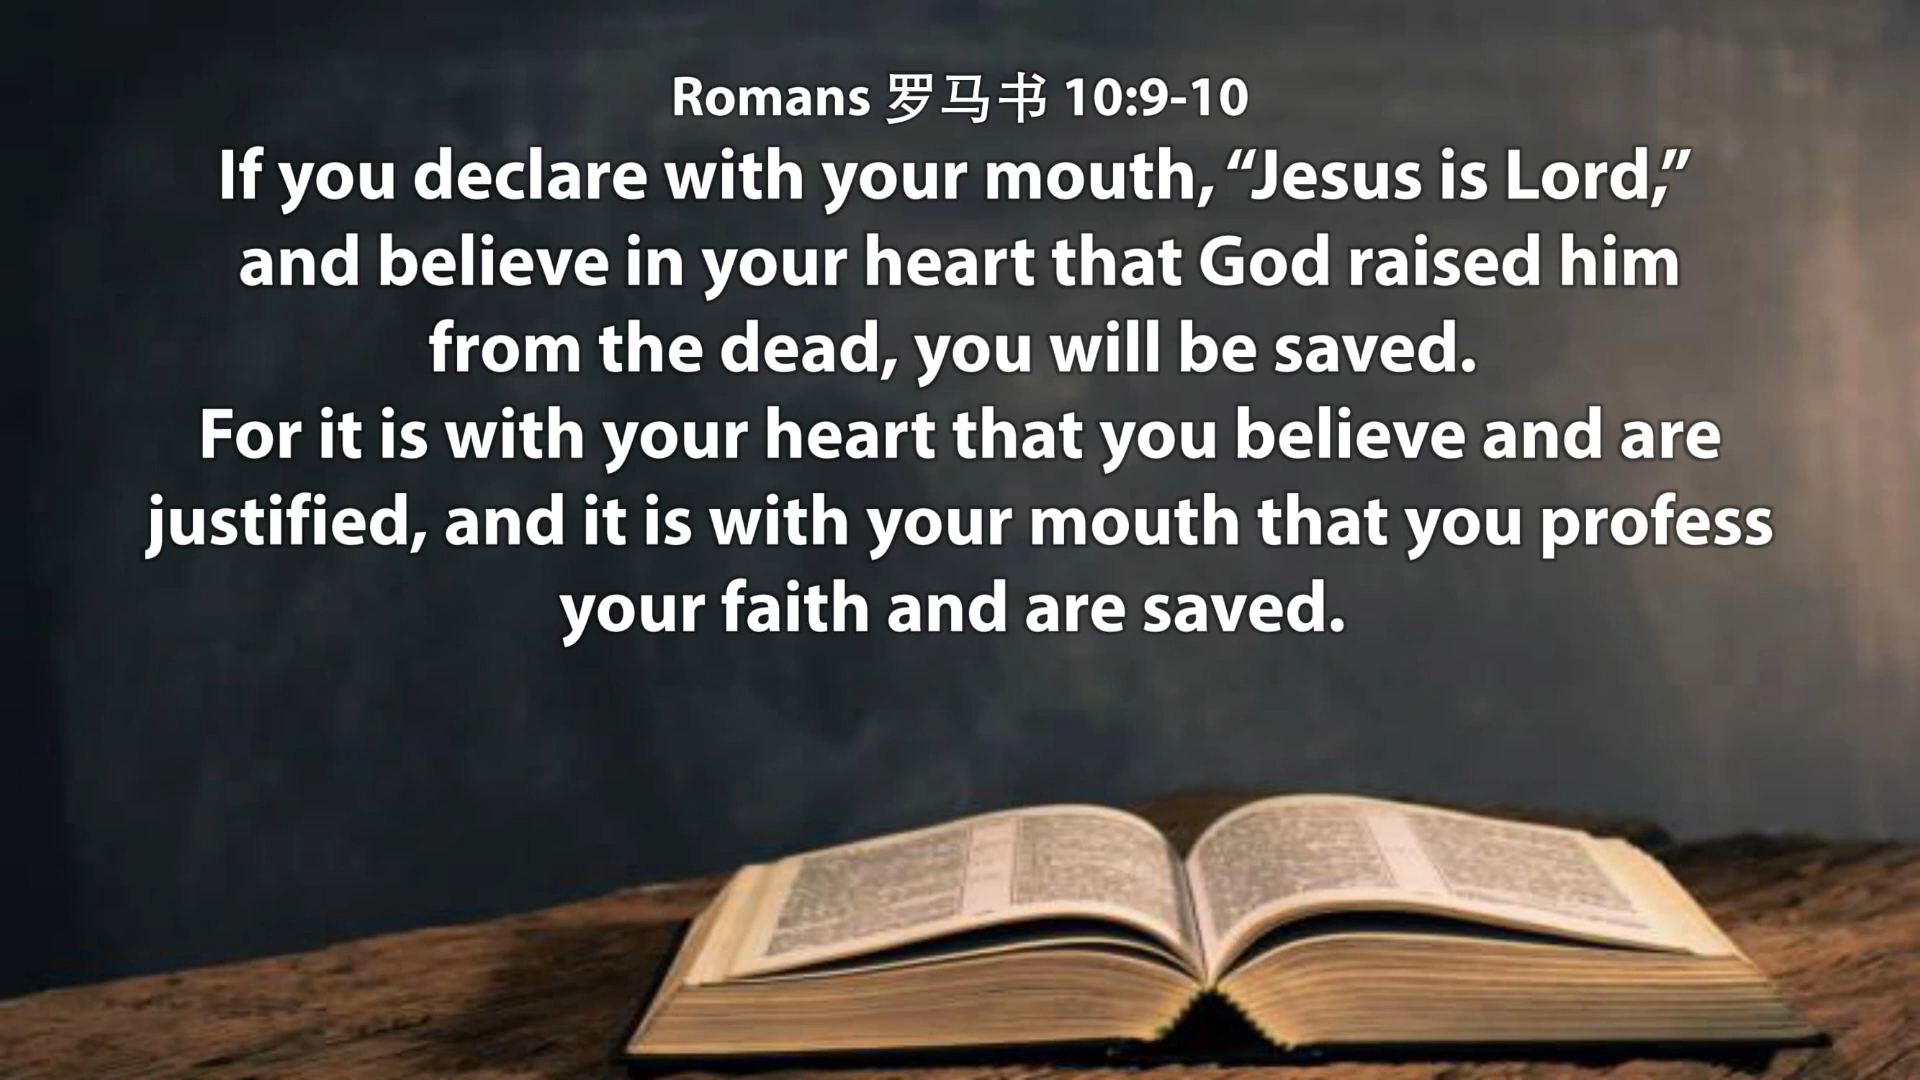 Romans 罗马书 10:9-10
If you declare with your mouth, “Jesus is Lord,”
and believe in your heart that God raised him
from the dead, you will be saved.
For it is with your heart that you believe and are
justified, and it is with your mouth that you profess
your faith and are saved.